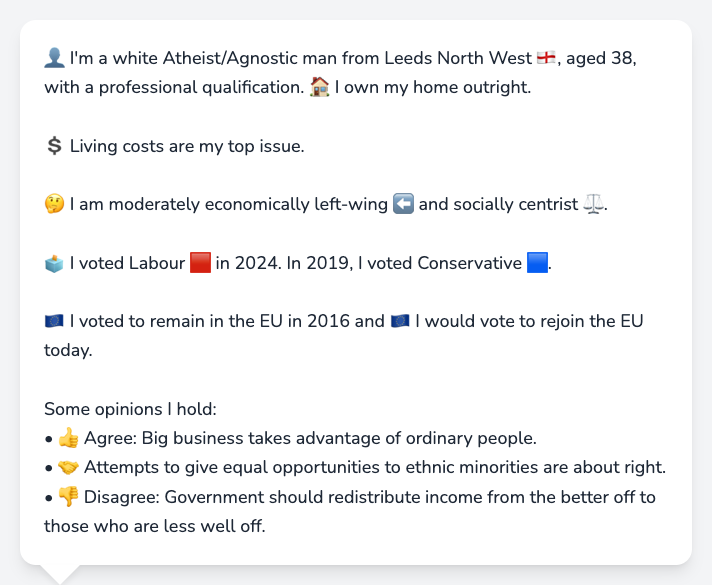 I'm a white Atheist/Agnostic man from Leeds North West, aged 38,
with a professional qualification. I own my home outright.
$ Living costs are my top issue.
I am moderately economically left-wing and socially centrist.
I voted Labour in 2024. In 2019, I voted Conservative.
I voted to remain in the EU in 2016 and I would vote to rejoin the EU
today.
Some opinions I hold:
• Agree: Big business takes advantage of ordinary people.
• Attempts to give equal opportunities to ethnic minorities are about right.
• Disagree: Government should redistribute income from the better off to
those who are less well off.